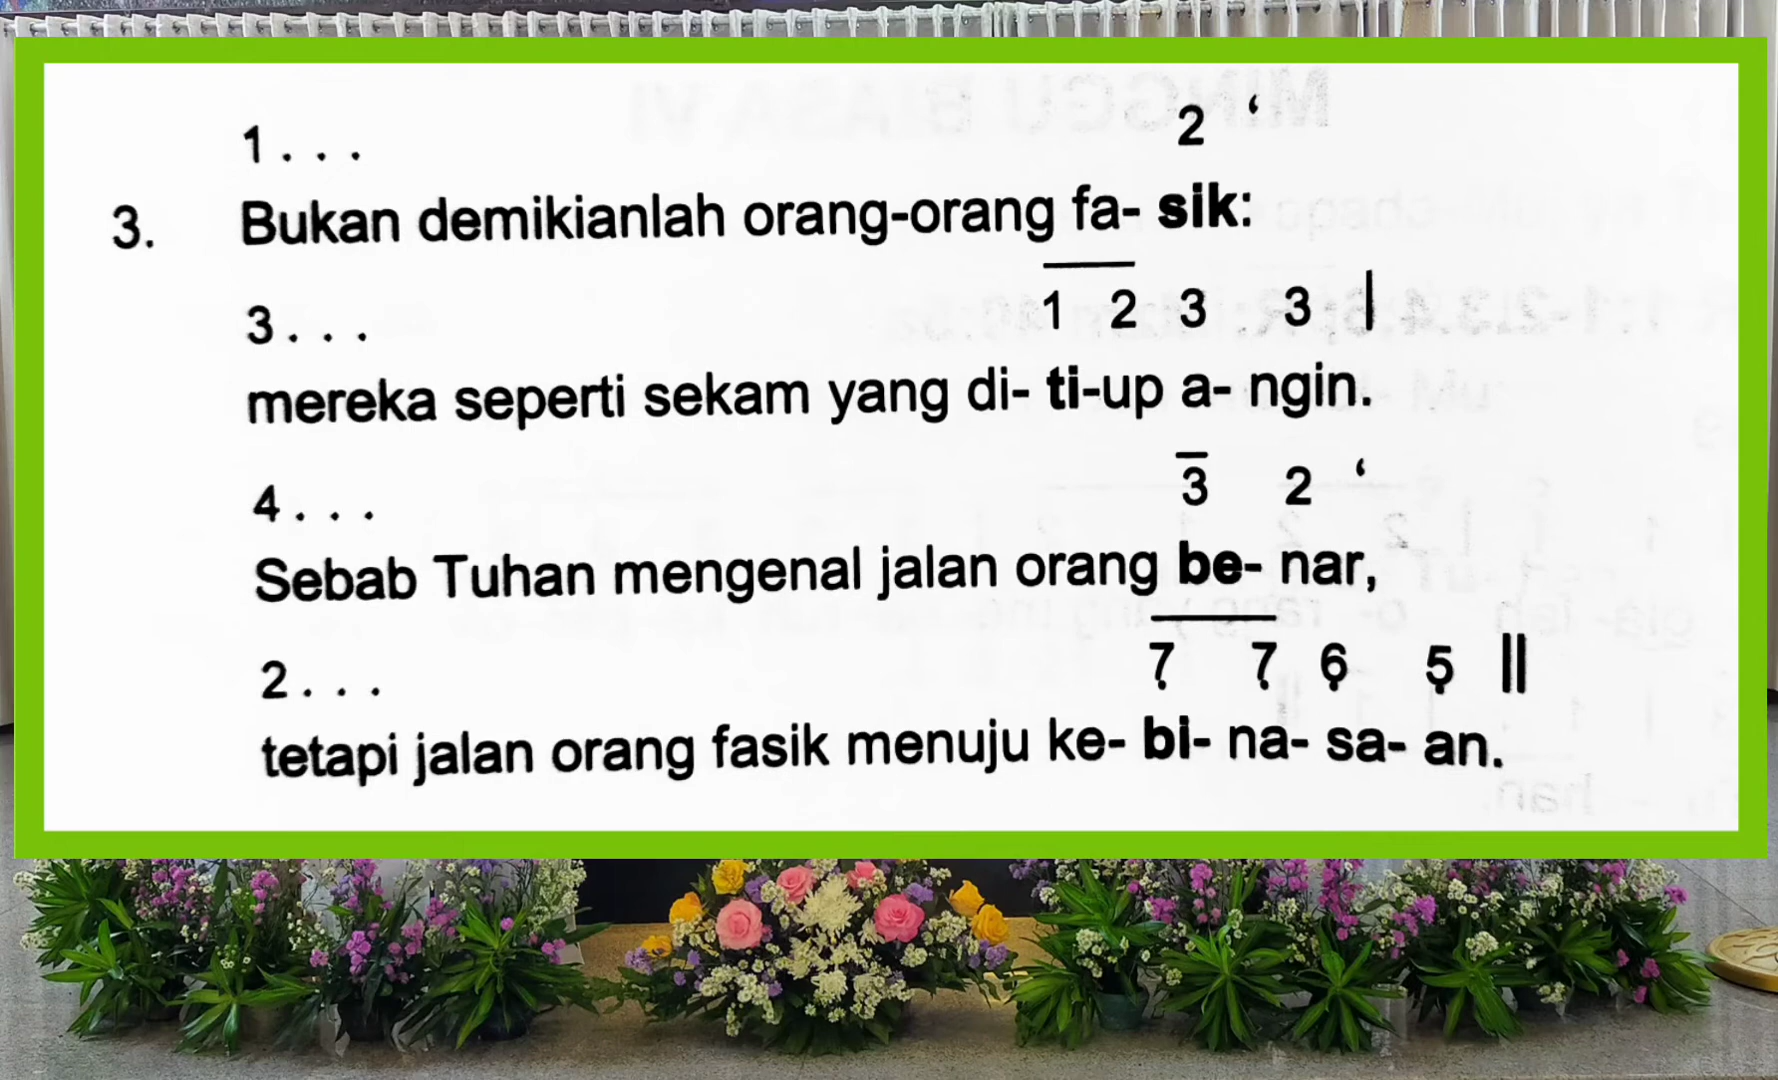 1 . . . 2 ‘
3. Bukan demikianlah orang-orang fa- sik:
3 . . . 1 2 3 3 |
mereka seperti sekam yang di- ti-up a- ngin.
4 . . . 3 2 ‘
Sebab Tuhan mengenal jalan orang be- nar,
2 . . . 7̣ 7̣ 6̣ 5̣ ||
tetapi jalan orang fasik menuju ke- bi- na- sa- an.